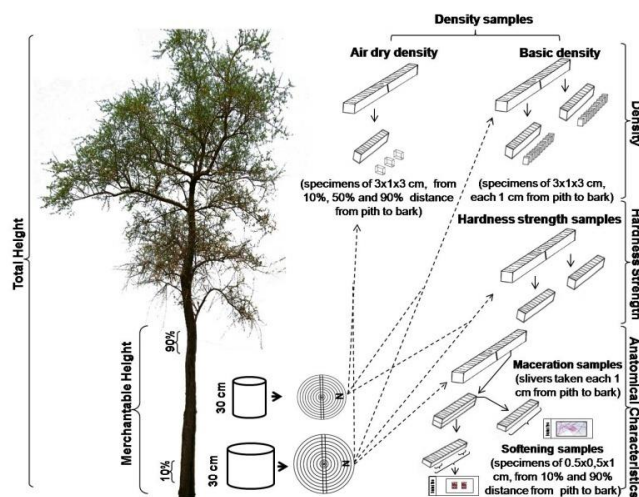 Density samples
Air dry density
Basic density
(specimens of 3x1x3 cm, from
10%, 50% and 90% distance
from pith to bark)
(specimens of 3x1x3 cm,
each 1 cm from pith to bark)
Density
Hardness strength samples
Hardness Strength
Maceration samples
(slivers taken each 1
cm from pith to bark)
Softening samples
(specimens of 0.5x0,5x1
cm, from 10% and 90%
distance from pith to bark)
Anatomical Characteristics
Total Height
Merchantable Height
90%
10%
30 cm
30 cm
N
N